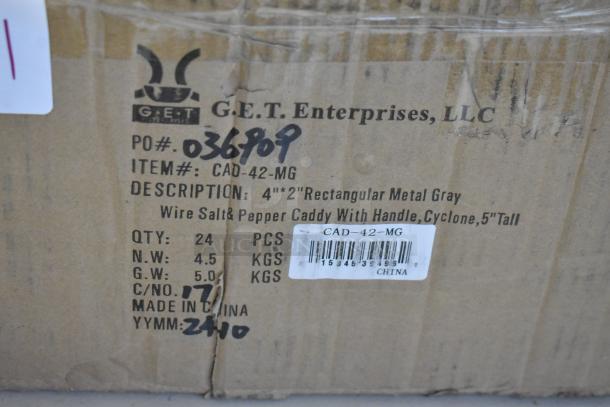 G.E.T
G.E.T. Enterprises, LLC
PO#. 036909
ITEM#: CAD-42-MG
DESCRIPTION: 4"*2"Rectangular Metal Gray
Wire Salt& Pepper Caddy With Handle,Cyclone,5"Tall
QTY: 24 PCS
N.W: 4.5 KGS
G.W: 5.0 KGS
C/NO. 17
MADE IN CHINA
YYMM: 2410
CAD-42-MG
CHINA